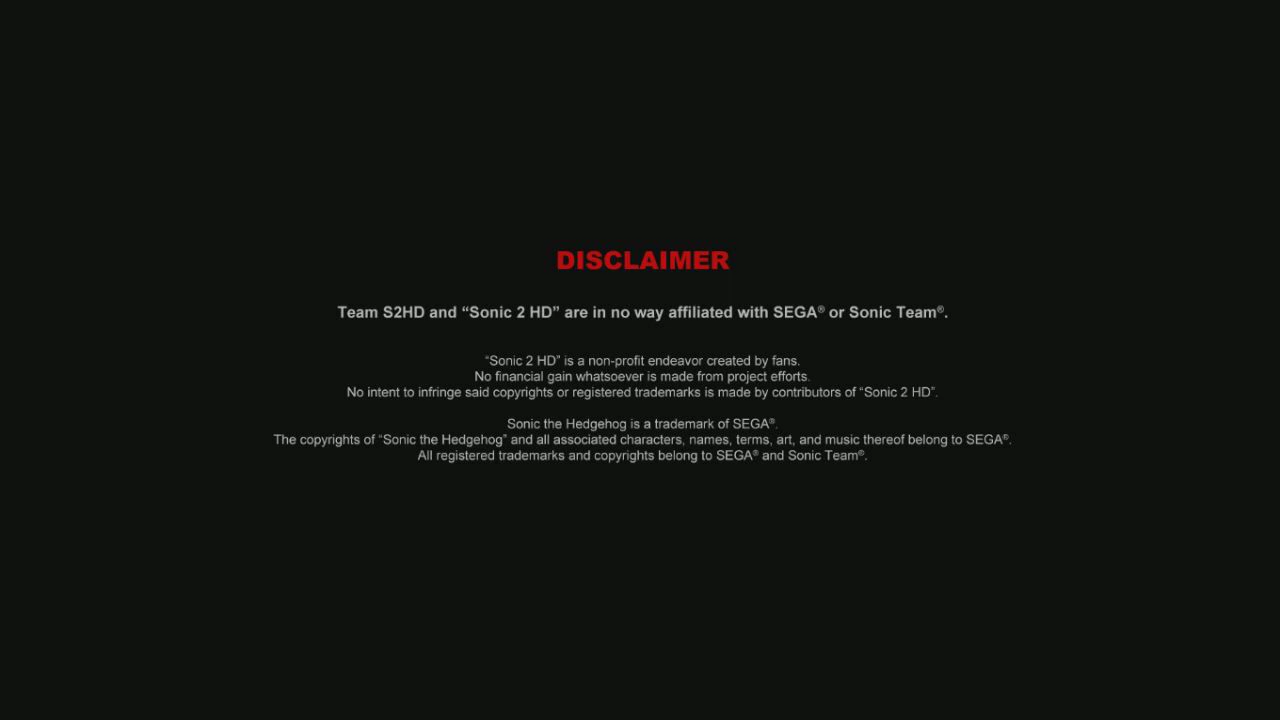 DISCLAIMER
Team S2HD and “Sonic 2 HD” are in no way affiliated with SEGA® or Sonic Team®.
“Sonic 2 HD” is a non-profit endeavor created by fans.
No financial gain whatsoever is made from project efforts.
No intent to infringe said copyrights or registered trademarks is made by contributors of “Sonic 2 HD”.
Sonic the Hedgehog is a trademark of SEGA®.
The copyrights of “Sonic the Hedgehog” and all associated characters, names, terms, art, and music thereof belong to SEGA®.
All registered trademarks and copyrights belong to SEGA® and Sonic Team®.